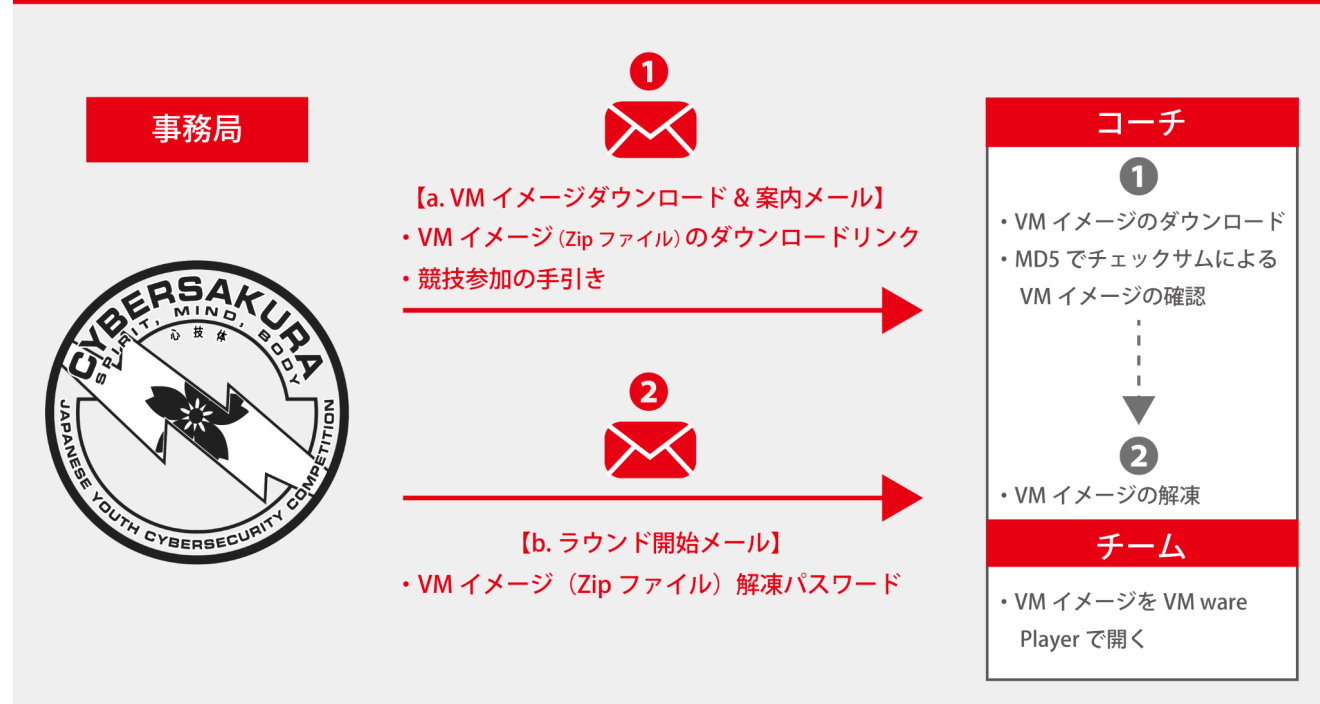 事務局
CYBERSAKURA
SPIRIT, MIND, BODY
心技体
JAPANESE YOUTH CYBERSECURITY COMPETITION
1
【a. VM イメージダウンロード & 案内メール】
・VM イメージ (Zip ファイル) のダウンロードリンク
・競技参加の手引き
2
【b. ラウンド開始メール】
・VM イメージ（Zip ファイル）解凍パスワード
コーチ
1
・VM イメージのダウンロード
・MD5 でチェックサムによる
VM イメージの確認
2
・VM イメージの解凍
チーム
・VM イメージを VM ware
Player で開く